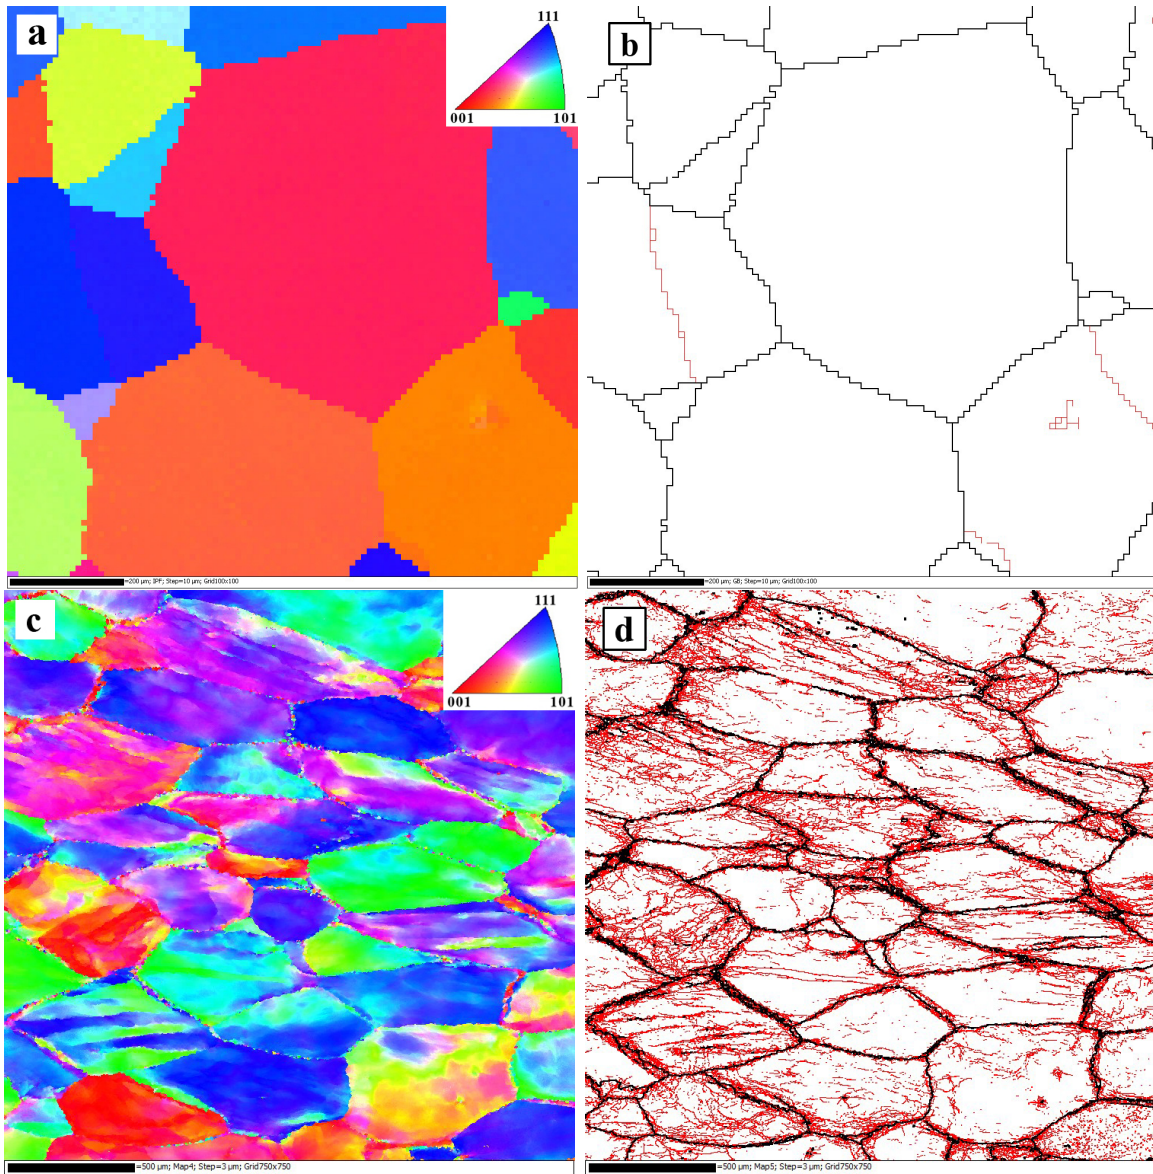 a
111
001 101
b
=200 µm; IPF; Step=10 µm; Grid100x100
=200 µm; GB; Step=10 µm; Grid100x100
c
111
001 101
d
=500 µm; Map4; Step=3 µm; Grid750x750
=500 µm; Map5; Step=3 µm; Grid750x750